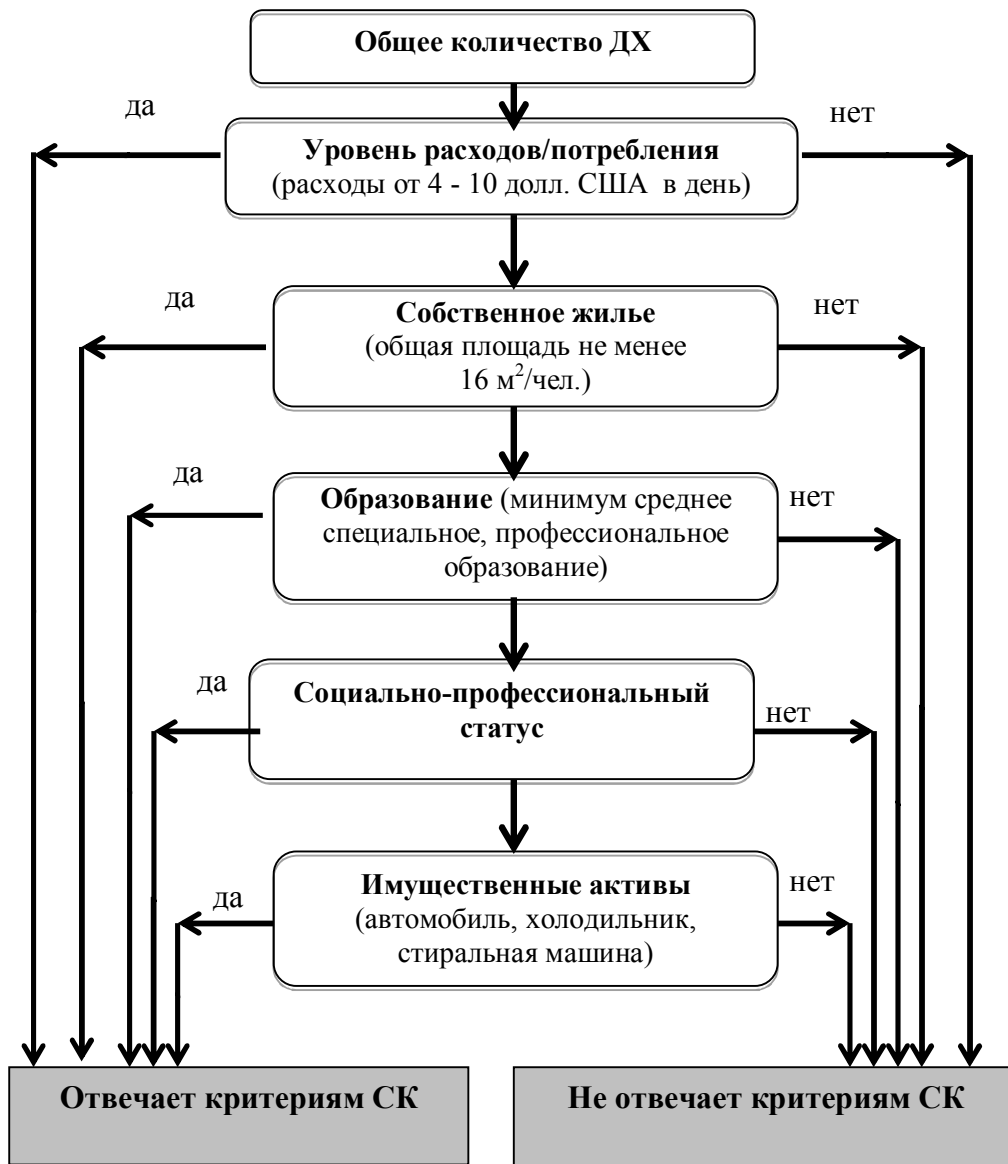 Общее количество ДХ
да
нет
Уровень расходов/потребления
(расходы от 4 - 10 долл. США в день)
да
нет
Собственное жилье
(общая площадь не менее
16 м²/чел.)
да
нет
Образование (минимум среднее
специальное, профессиональное
образование)
да
нет
Социально-профессиональный
статус
да
нет
Имущественные активы
(автомобиль, холодильник,
стиральная машина)
Отвечает критериям СК
Не отвечает критериям СК